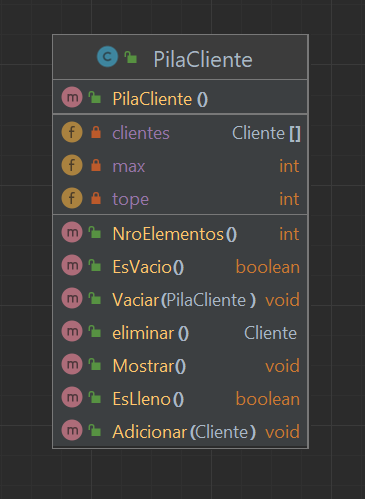 PilaCliente
PilaCliente ()
clientes Cliente []
max int
tope int
NroElementos() int
EsVacio() boolean
Vaciar(PilaCliente ) void
eliminar () Cliente
Mostrar() void
EsLleno() boolean
Adicionar (Cliente) void